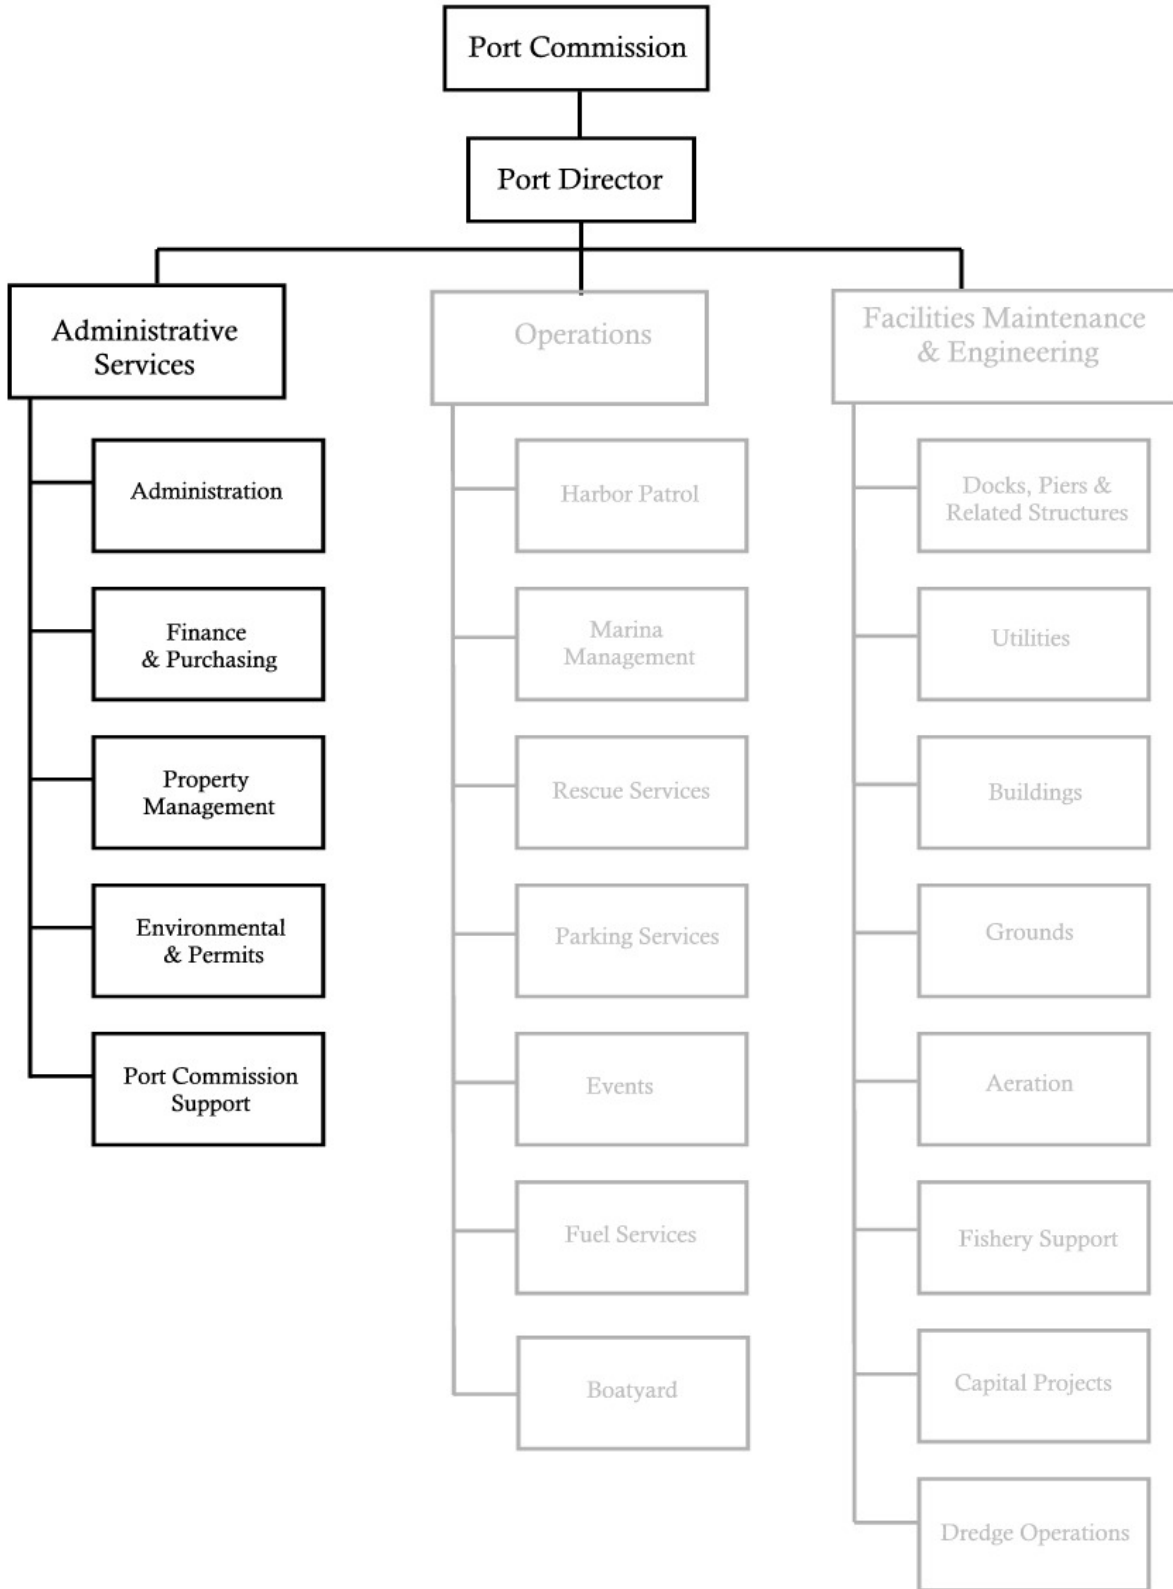 Port Commission
Port Director
Administrative
Services
Administration
Finance
& Purchasing
Property
Management
Environmental
& Permits
Port Commission
Support
Operations
Harbor Patrol
Marina
Management
Rescue Services
Parking Services
Events
Fuel Services
Boatyard
Facilities Maintenance
& Engineering
Docks, Piers &
Related Structures
Utilities
Buildings
Grounds
Aeration
Fishery Support
Capital Projects
Dredge Operations